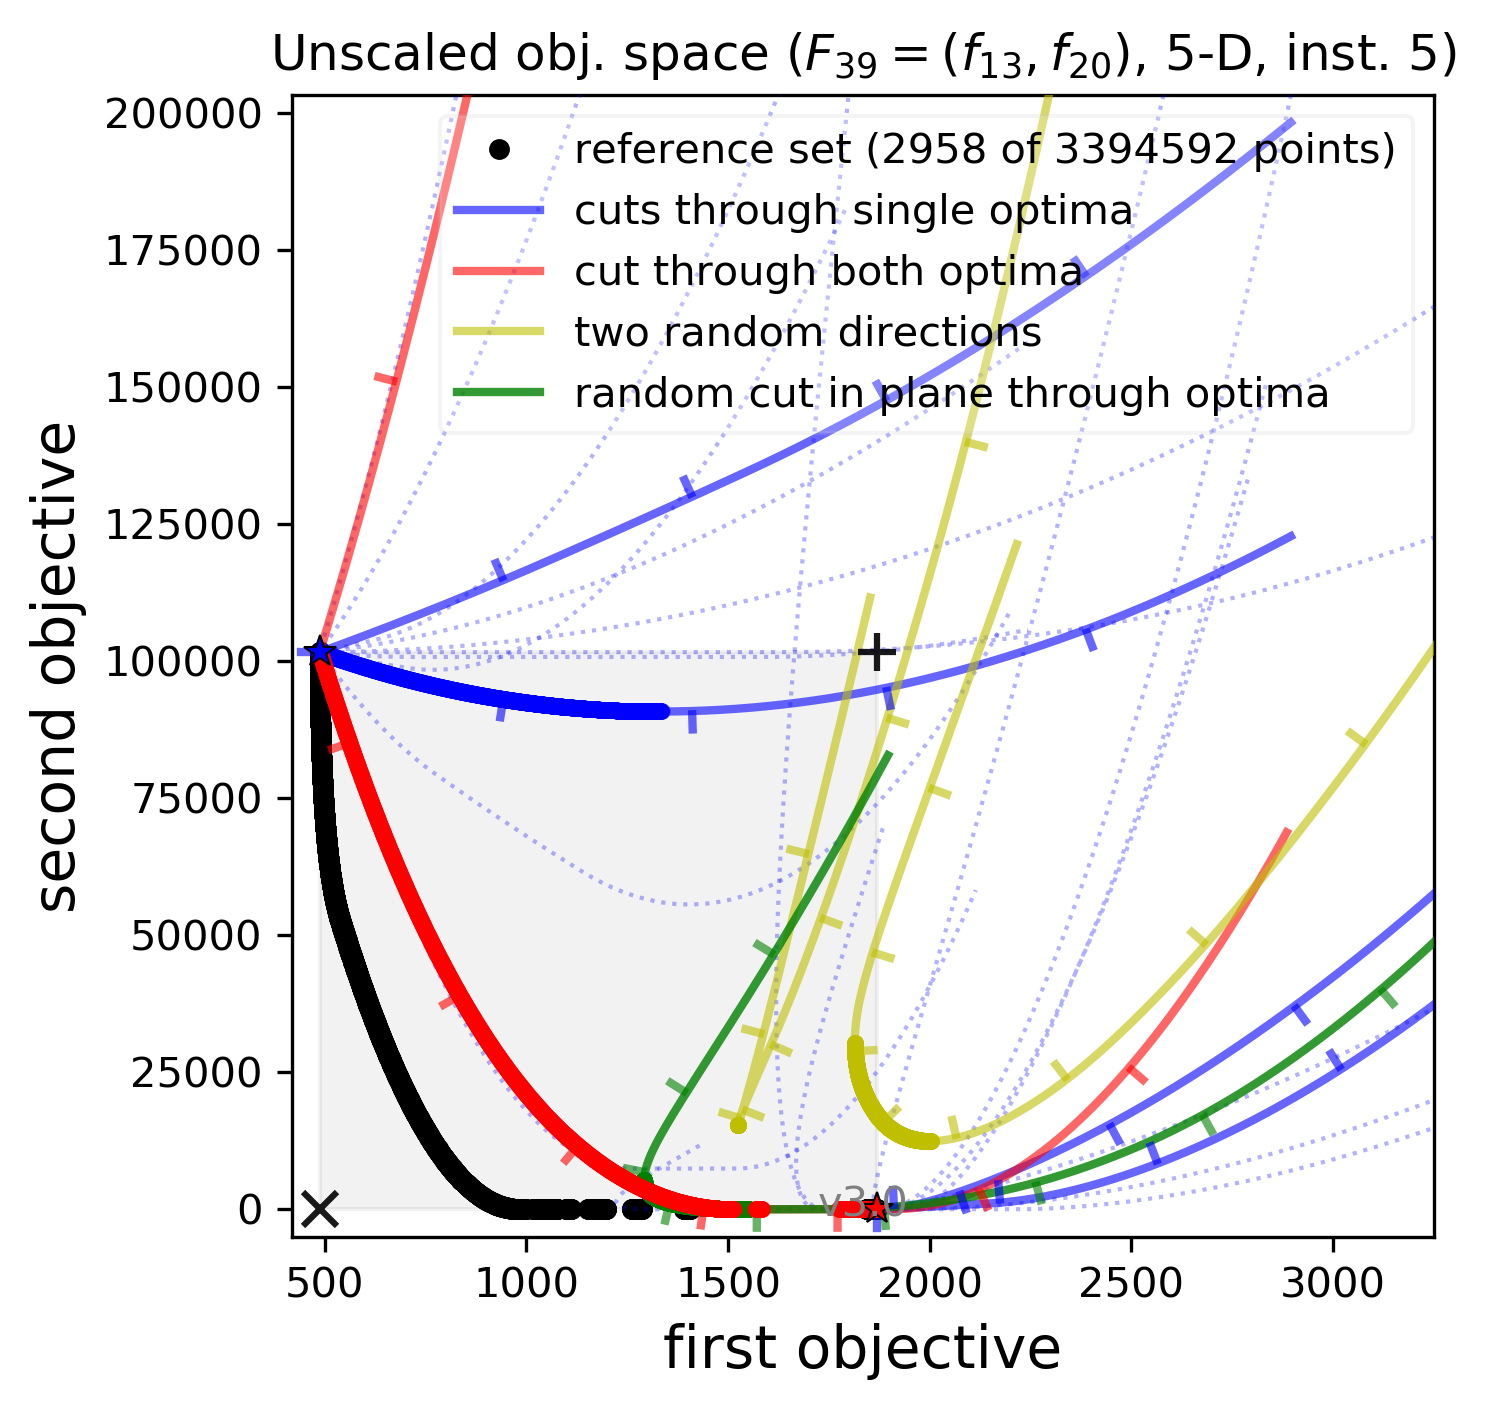 Unscaled obj. space (F₃₉ = (f₁₃, f₂₀), 5-D, inst. 5)
200000
175000
150000
125000
100000
75000
50000
25000
0
second objective
reference set (2958 of 3394592 points)
cuts through single optima
cut through both optima
two random directions
random cut in plane through optima
v3.0
500
1000
1500
2000
2500
3000
first objective